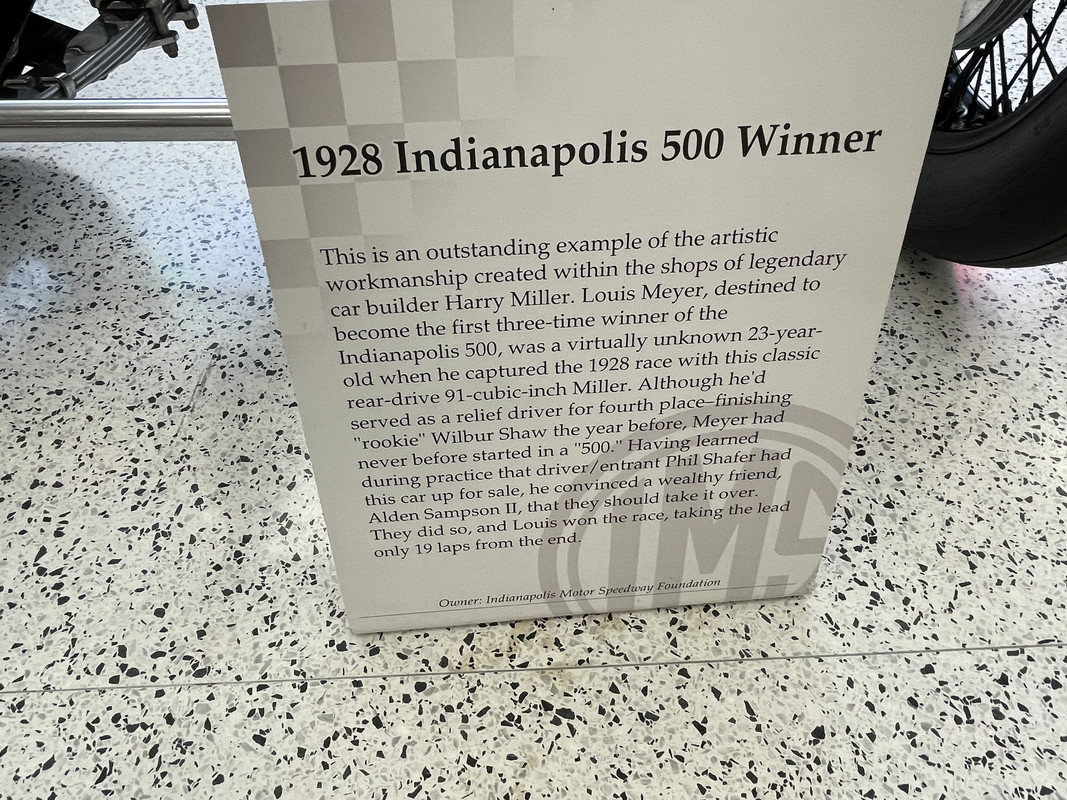 1928 Indianapolis 500 Winner
This is an outstanding example of the artistic
workmanship created within the shops of legendary
car builder Harry Miller. Louis Meyer, destined to
become the first three-time winner of the
Indianapolis 500, was a virtually unknown 23-year-
old when he captured the 1928 race with this classic
rear-drive 91-cubic-inch Miller. Although he'd
served as a relief driver for fourth place–finishing
"rookie" Wilbur Shaw the year before, Meyer had
never before started in a "500." Having learned
during practice that driver/entrant Phil Shafer had
this car up for sale, he convinced a wealthy friend,
Alden Sampson II, that they should take it over.
They did so, and Louis won the race, taking the lead
only 19 laps from the end.
IMS
Owner: Indianapolis Motor Speedway Foundation